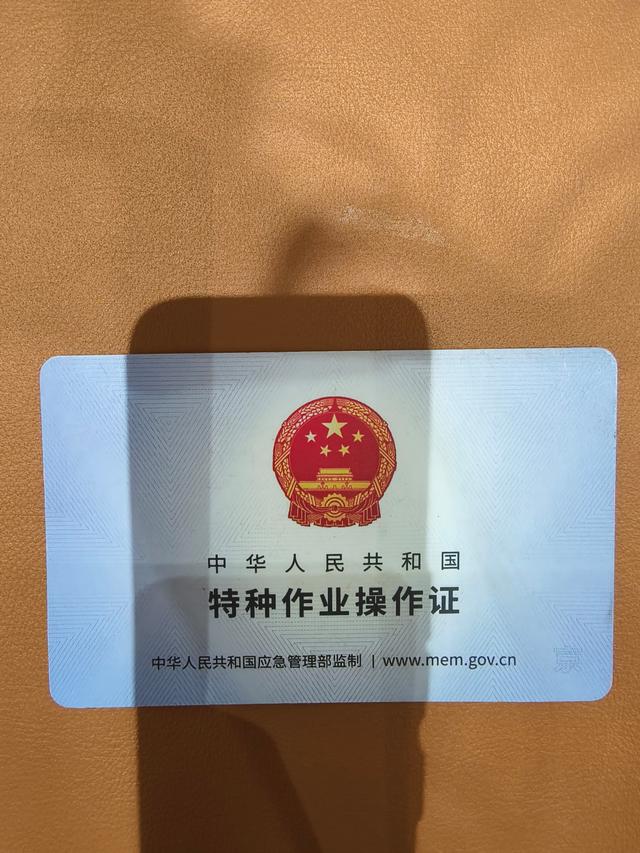 中华人民共和国
特种作业操作证
中华人民共和国应急管理部监制 | www.mem.gov.cn
京